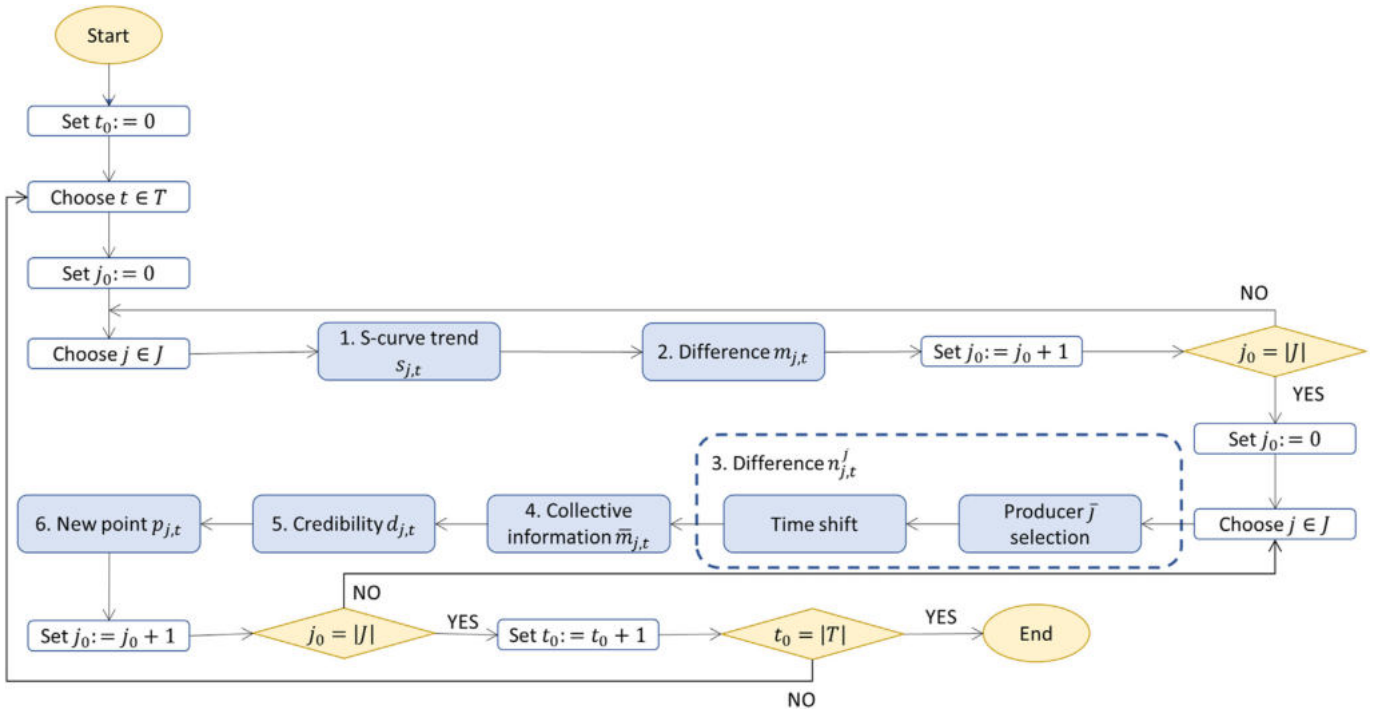 Start
Set t₀: = 0
Choose t ∈ T
Set j₀: = 0
NO
Choose j ∈ J
1. S-curve trend
s_{j,t}
2. Difference m_{j,t}
Set j₀: = j₀ + 1
j₀ = |J|
YES
Set j₀: = 0
3. Difference n^j_{j,t}
6. New point p_{j,t}
5. Credibility d_{j,t}
4. Collective
information m̅_{j,t}
Time shift
Producer j̄
selection
Choose j ∈ J
NO
Set j₀: = j₀ + 1
j₀ = |J|
YES
Set t₀: = t₀ + 1
t₀ = |T|
YES
End
NO